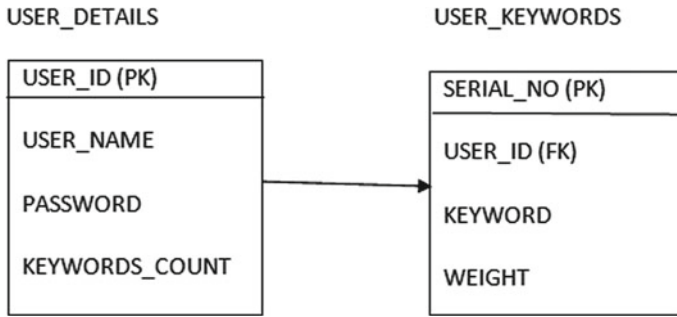 USER_DETAILS
USER_ID (PK)
USER_NAME
PASSWORD
KEYWORDS_COUNT
USER_KEYWORDS
SERIAL_NO (PK)
USER_ID (FK)
KEYWORD
WEIGHT